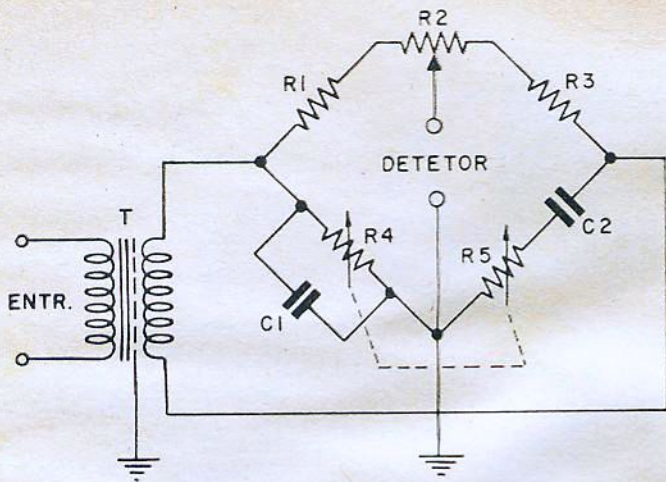 R2
R1
R3
DETETOR
T
R4
R5
C2
ENTR.
C1